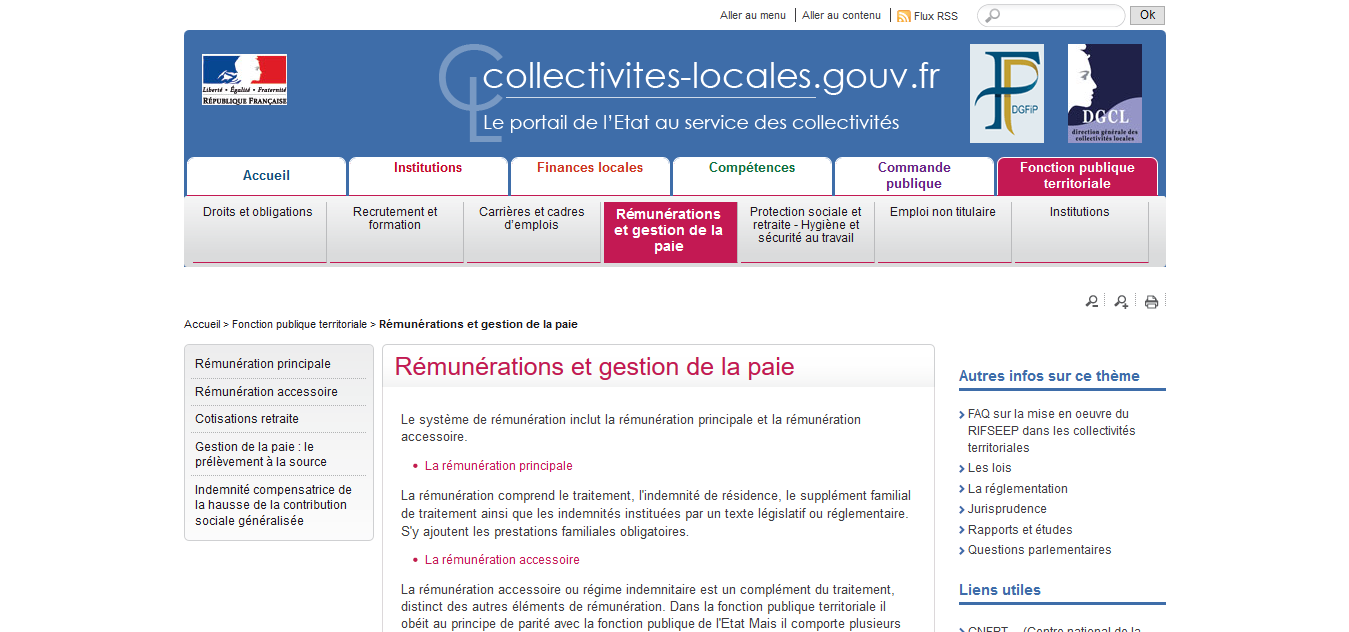 Aller au menu | Aller au contenu | Flux RSS
Ok
Liberté • Égalité • Fraternité
RÉPUBLIQUE FRANÇAISE
collectivites-locales.gouv.fr
Le portail de l'Etat au service des collectivités
DGFiP
DGCL
direction générale des
collectivités locales
Accueil
Institutions
Finances locales
Compétences
Commande
publique
Fonction publique
territoriale
Droits et obligations
Recrutement et
formation
Carrières et cadres
d'emplois
Rémunérations
et gestion de la
paie
Protection sociale et
retraite - Hygiène et
sécurité au travail
Emploi non titulaire
Institutions
Accueil > Fonction publique territoriale > Rémunérations et gestion de la paie
Rémunération principale
Rémunération accessoire
Cotisations retraite
Gestion de la paie : le
prélèvement à la source
Indemnité compensatrice de
la hausse de la contribution
sociale généralisée
Rémunérations et gestion de la paie
Le système de rémunération inclut la rémunération principale et la rémunération
accessoire.
• La rémunération principale
La rémunération comprend le traitement, l'indemnité de résidence, le supplément familial
de traitement ainsi que les indemnités instituées par un texte législatif ou réglementaire.
S'y ajoutent les prestations familiales obligatoires.
• La rémunération accessoire
La rémunération accessoire ou régime indemnitaire est un complément du traitement,
distinct des autres éléments de rémunération. Dans la fonction publique territoriale il
obéit au principe de parité avec la fonction publique de l'Etat Mais il comporte plusieurs
Autres infos sur ce thème
FAQ sur la mise en oeuvre du
RIFSEEP dans les collectivités
territoriales
Les lois
La réglementation
Jurisprudence
Rapports et études
Questions parlementaires
Liens utiles
CNFPT (Centre national de la